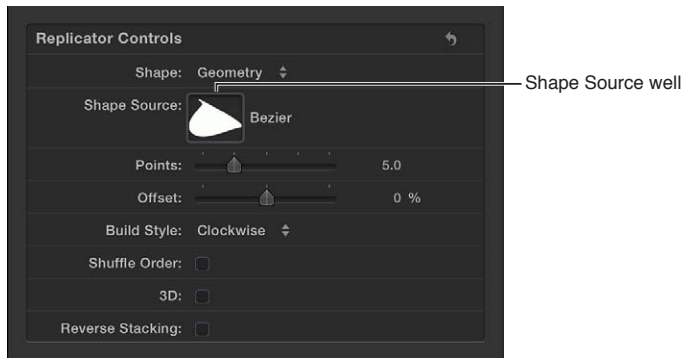 Replicator Controls
Shape: Geometry
Shape Source well
Shape Source: Bezier
Points: 5.0
Offset: 0 %
Build Style: Clockwise
Shuffle Order:
3D:
Reverse Stacking: